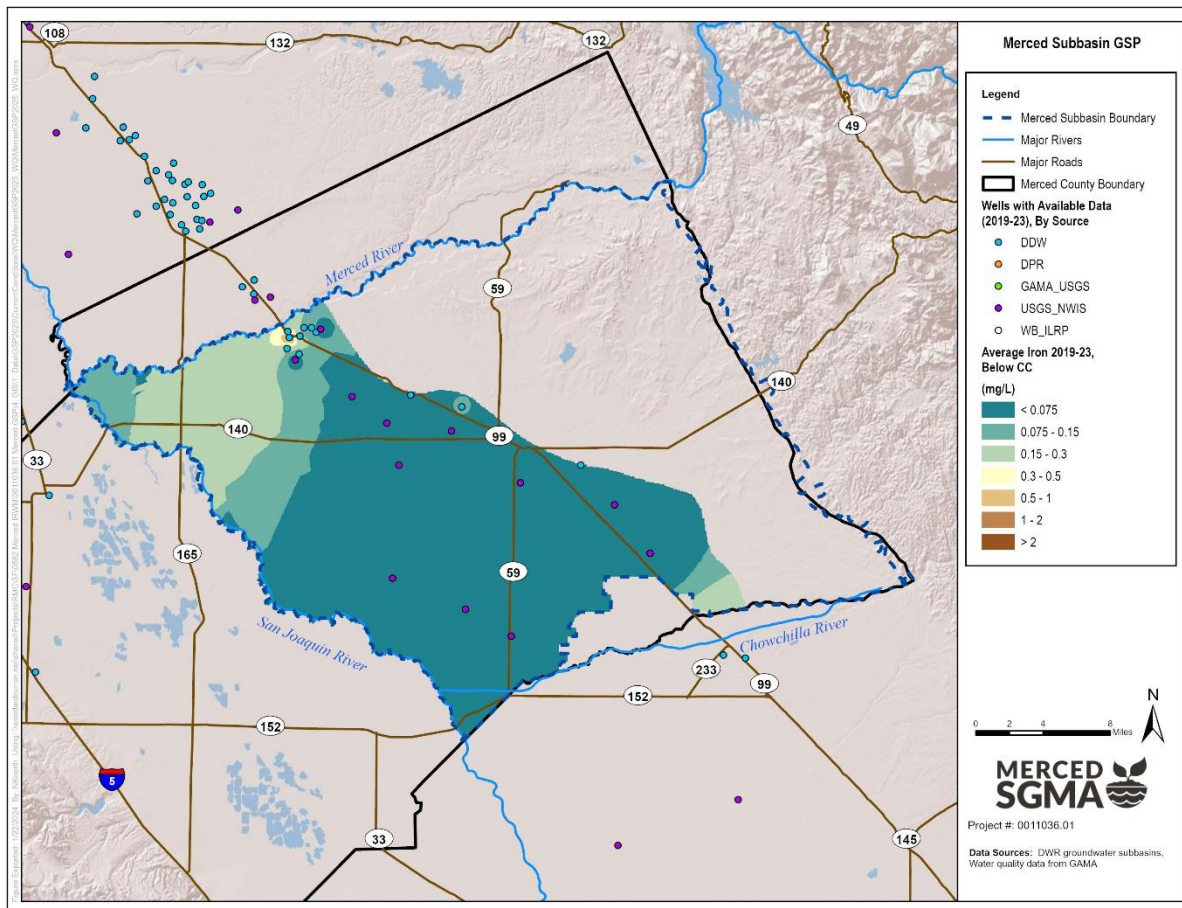 108
132
132
49
Merced River
59
140
140
99
33
165
59
San Joaquin River
Chowchilla River
233
99
152
152
5
33
145
Merced Subbasin GSP
Legend
Merced Subbasin Boundary
Major Rivers
Major Roads
Merced County Boundary
Wells with Available Data
(2019-23), By Source
DDW
DPR
GAMA_USGS
USGS_NWIS
WB_ILRP
Average Iron 2019-23,
Below CC
(mg/L)
< 0.075
0.075 - 0.15
0.15 - 0.3
0.3 - 0.5
0.5 - 1
1 - 2
> 2
N
0 2 4 8
Miles
MERCED
SGMA
Project #: 0011036.01
Data Sources: DWR groundwater subbasins,
Water quality data from GAMA